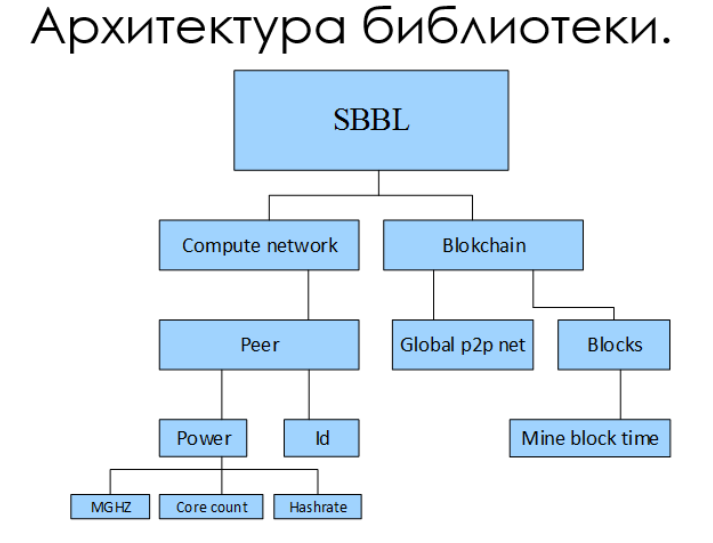 Архитектура библиотеки.
SBBL
Compute network
Blokchain
Peer
Global p2p net
Blocks
Power
Id
Mine block time
MGHZ
Core count
Hashrate